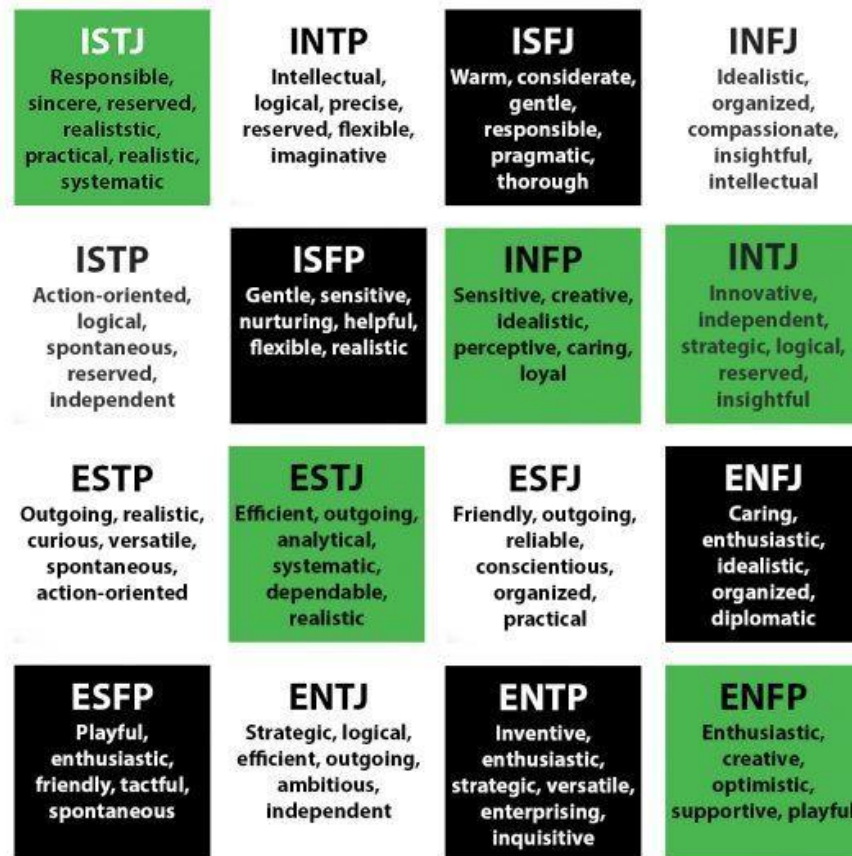 ISTJ
Responsible,
sincere, reserved,
realiststic,
practical, realistic,
systematic
INTP
Intellectual,
logical, precise,
reserved, flexible,
imaginative
ISFJ
Warm, considerate,
gentle,
responsible,
pragmatic,
thorough
INFJ
Idealistic,
organized,
compassionate,
insightful,
intellectual
ISTP
Action-oriented,
logical,
spontaneous,
reserved,
independent
ISFP
Gentle, sensitive,
nurturing, helpful,
flexible, realistic
INFP
Sensitive, creative,
idealistic,
perceptive, caring,
loyal
INTJ
Innovative,
independent,
strategic, logical,
reserved,
insightful
ESTP
Outgoing, realistic,
curious, versatile,
spontaneous,
action-oriented
ESTJ
Efficient, outgoing,
analytical,
systematic,
dependable,
realistic
ESFJ
Friendly, outgoing,
reliable,
conscientious,
organized,
practical
ENFJ
Caring,
enthusiastic,
idealistic,
organized,
diplomatic
ESFP
Playful,
enthusiastic,
friendly, tactful,
spontaneous
ENTJ
Strategic, logical,
efficient, outgoing,
ambitious,
independent
ENTP
Inventive,
enthusiastic,
strategic, versatile,
enterprising,
inquisitive
ENFP
Enthusiastic,
creative,
optimistic,
supportive, playful